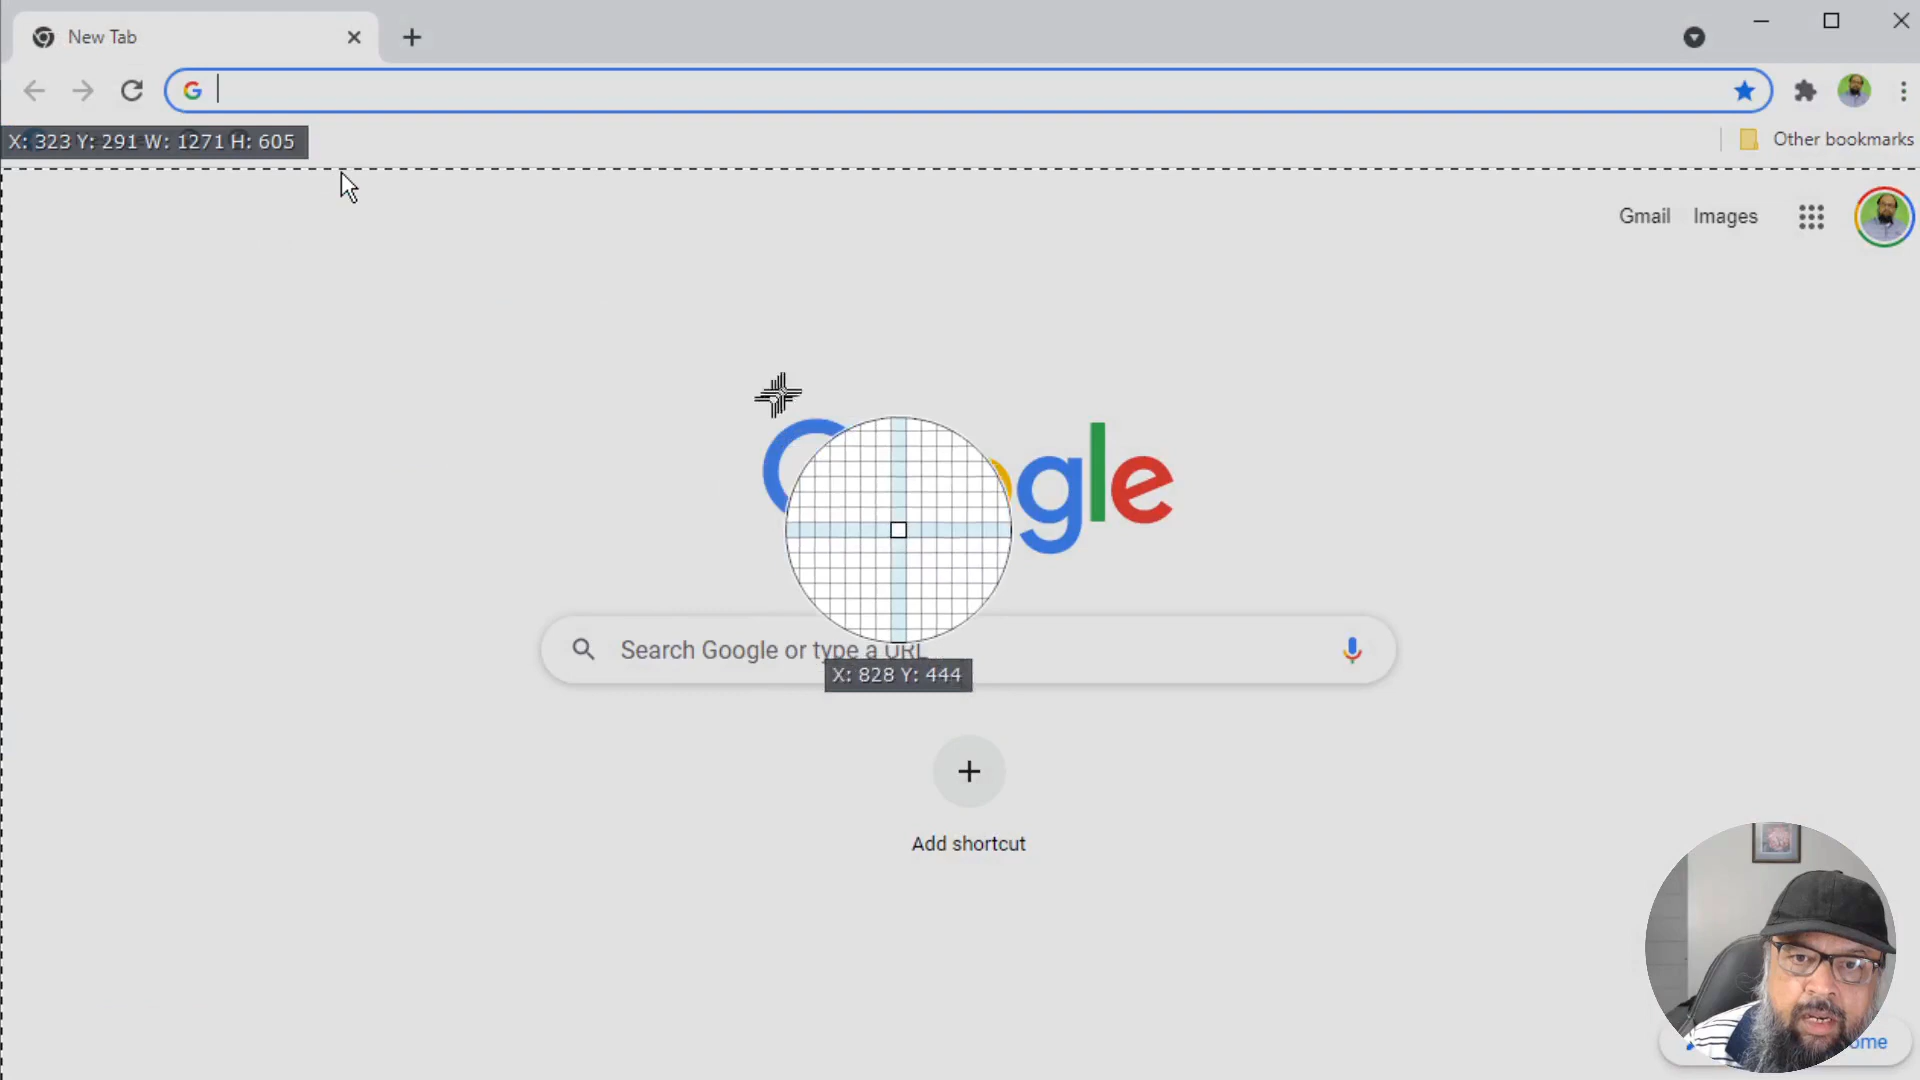 New Tab
X: 323 Y: 291 W: 1271 H: 605
Other bookmarks
Gmail Images
gle
Search Google or type a URL
X: 828 Y: 444
Add shortcut
ome